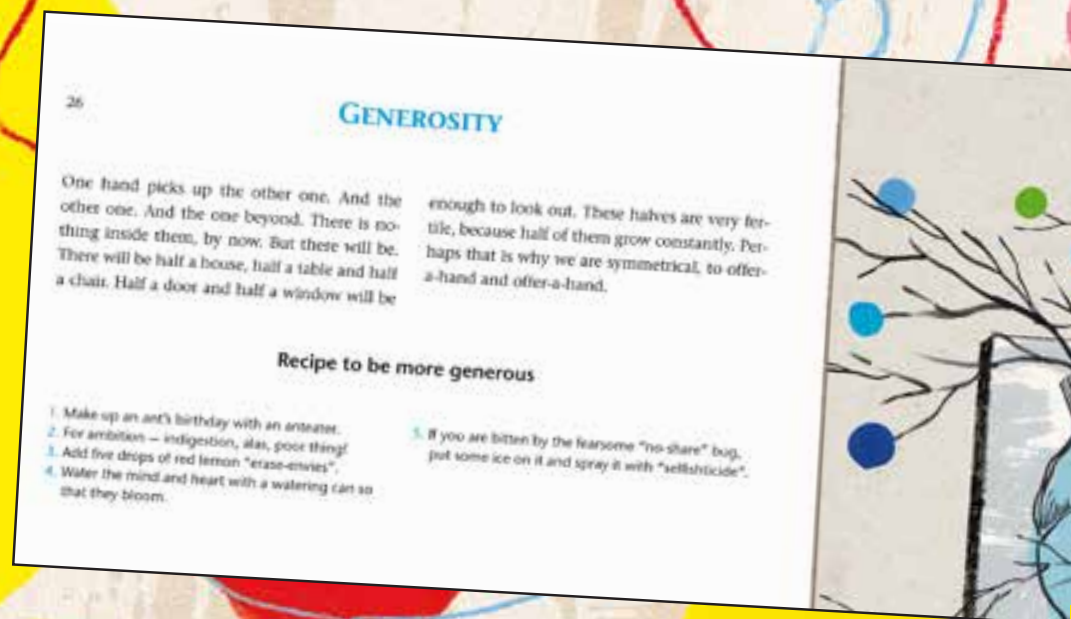 26
GENEROSITY
One hand picks up the other one. And the
other one. And the one beyond. There is no-
thing inside them, by now. But there will be.
There will be half a house, half a table and half
a chair. Half a door and half a window will be
enough to look out. These halves are very fer-
tile, because half of them grow constantly. Per-
haps that is why we are symmetrical, to offer-
a-hand and offer-a-hand.
Recipe to be more generous
1. Make up an ant's birthday with an anteater.
2. For ambition – indigestion, alas, poor thing!
3. Add five drops of red lemon "erase-envies".
4. Water the mind and heart with a watering can so
that they bloom.
5. If you are bitten by the fearsome "no-share" bug,
put some ice on it and spray it with "selfishticide".